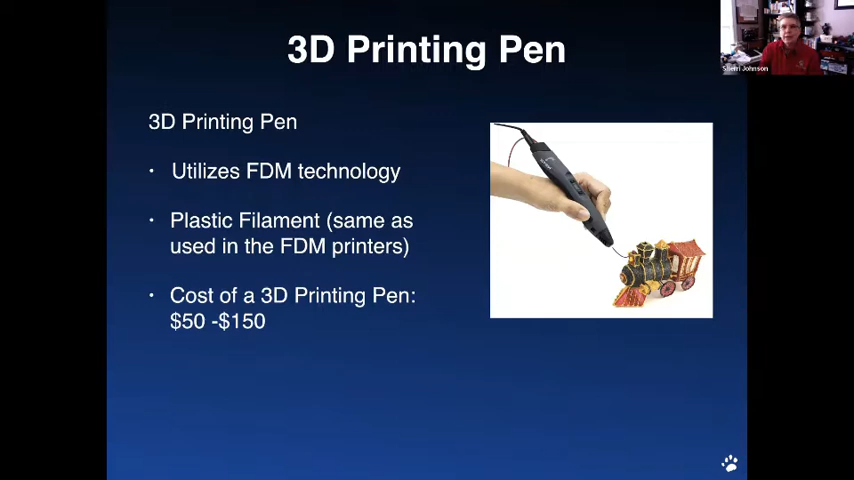 3D Printing Pen
3D Printing Pen
· Utilizes FDM technology
· Plastic Filament (same as
used in the FDM printers)
· Cost of a 3D Printing Pen:
$50 -$150
Sherri Johnson